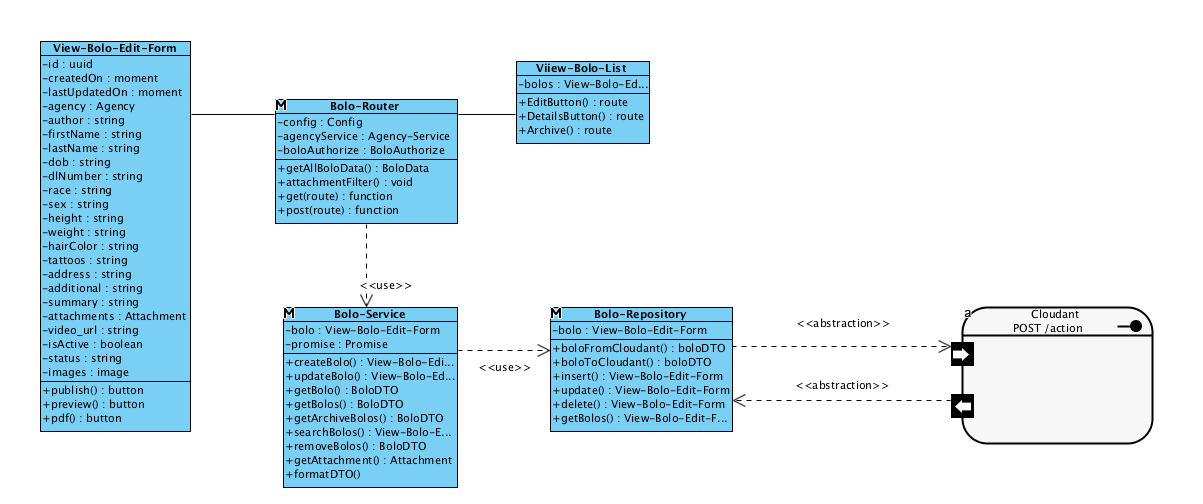 View-Bolo-Edit-Form
-id : uuid
-createdOn : moment
-lastUpdatedOn : moment
-agency : Agency
-author : string
-firstName : string
-lastName : string
-dob : string
-dlNumber : string
-race : string
-sex : string
-height : string
-weight : string
-hairColor : string
-tattoos : string
-address : string
-additional : string
-summary : string
-attachments : Attachment
-video_url : string
-isActive : boolean
-status : string
-images : image
+publish() : button
+preview() : button
+pdf() : button
M
Bolo-Router
-config : Config
-agencyService : Agency-Service
-boloAuthorize : BoloAuthorize
+getAllBoloData() : BoloData
+attachmentFilter() : void
+get(route) : function
+post(route) : function
Viiew-Bolo-List
-bolos : View-Bolo-Ed...
+EditButton() : route
+DetailsButton() : route
+Archive() : route
<<use>>
M
Bolo-Service
-bolo : View-Bolo-Edit-Form
-promise : Promise
+createBolo() : View-Bolo-Edi...
+updateBolo() : View-Bolo-Ed...
+getBolo() : BoloDTO
+getBolos() : BoloDTO
+getArchiveBolos() : BoloDTO
+searchBolos() : View-Bolo-E...
+removeBolos() : BoloDTO
+getAttachment() : Attachment
+formatDTO()
<<use>>
M
Bolo-Repository
-bolo : View-Bolo-Edit-Form
+boloFromCloudant() : boloDTO
+boloToCloudant() : boloDTO
+insert() : View-Bolo-Edit-Form
+update() : View-Bolo-Edit-Form
+delete() : View-Bolo-Edit-Form
+getBolos() : View-Bolo-Edit-F...
<<abstraction>>
<<abstraction>>
a
Cloudant
POST /action